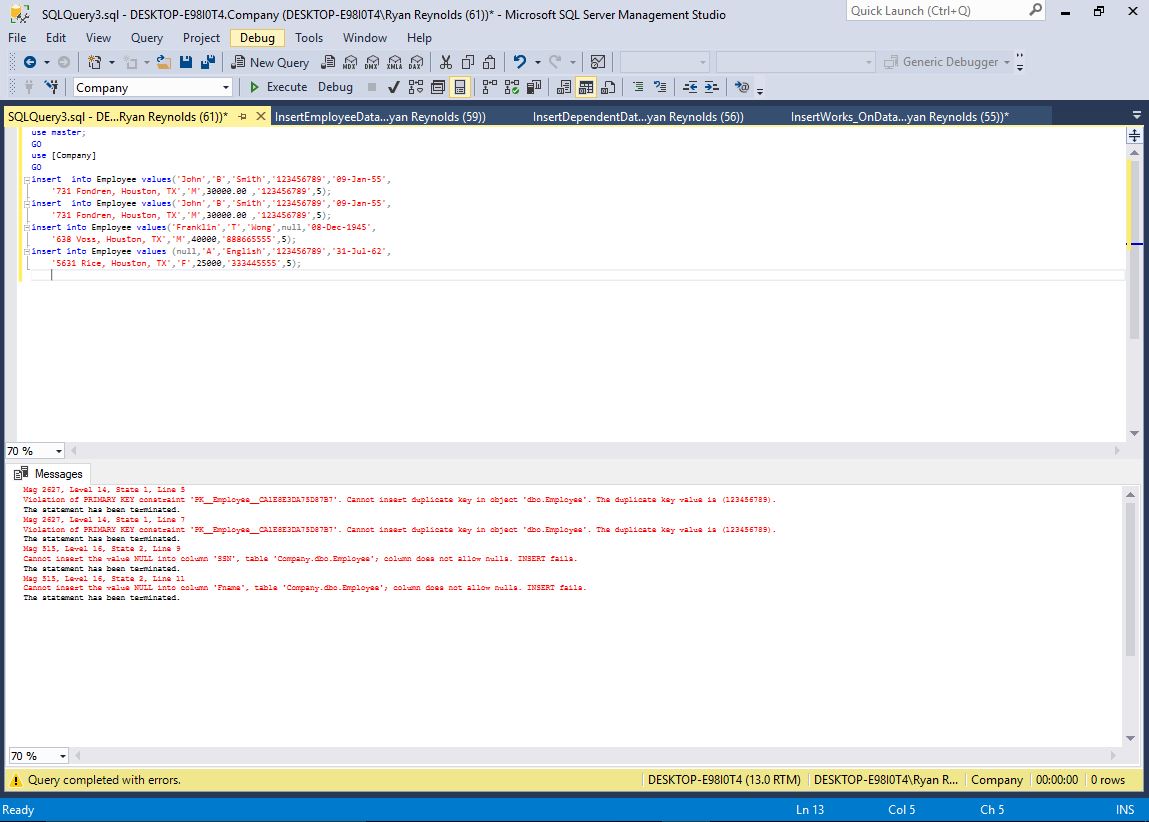 SQLQuery3.sql - DESKTOP-E98I0T4.Company (DESKTOP-E98I0T4\Ryan Reynolds (61))* - Microsoft SQL Server Management Studio
Quick Launch (Ctrl+Q)
File Edit View Query Project Debug Tools Window Help
New Query MDX DMX XMLA DAX Generic Debugger
Company Execute Debug
SQLQuery3.sql - DE...Ryan Reynolds (61))* InsertEmployeeData...yan Reynolds (59)) InsertDependentDat...yan Reynolds (56)) InsertWorks_OnData...yan Reynolds (55))*
use master;
GO
use [Company]
GO
insert  into Employee values('John','B','Smith','123456789','09-Jan-55',
'731 Fondren, Houston, TX','M',30000.00 ,'123456789',5);
insert  into Employee values('John','B','Smith','123456789','09-Jan-55',
'731 Fondren, Houston, TX','M',30000.00 ,'123456789',5);
insert into Employee values('Franklin','T','Wong',null,'08-Dec-1945',
'638 Voss, Houston, TX','M',40000,'888665555',5);
insert into Employee values (null,'A','English','123456789','31-Jul-62',
'5631 Rice, Houston, TX','F',25000,'333445555',5);
70 %
Messages
Msg 2627, Level 14, State 1, Line 5
Violation of PRIMARY KEY constraint 'PK__Employee__CA1E8E3DA75D87B7'. Cannot insert duplicate key in object 'dbo.Employee'. The duplicate key value is (123456789).
The statement has been terminated.
Msg 2627, Level 14, State 1, Line 7
Violation of PRIMARY KEY constraint 'PK__Employee__CA1E8E3DA75D87B7'. Cannot insert duplicate key in object 'dbo.Employee'. The duplicate key value is (123456789).
The statement has been terminated.
Msg 515, Level 16, State 2, Line 9
Cannot insert the value NULL into column 'SSN', table 'Company.dbo.Employee'; column does not allow nulls. INSERT fails.
The statement has been terminated.
Msg 515, Level 16, State 2, Line 11
Cannot insert the value NULL into column 'Fname', table 'Company.dbo.Employee'; column does not allow nulls. INSERT fails.
The statement has been terminated.
70 %
Query completed with errors. DESKTOP-E98I0T4 (13.0 RTM) DESKTOP-E98I0T4\Ryan R... Company 00:00:00 0 rows
Ready Ln 13 Col 5 Ch 5 INS